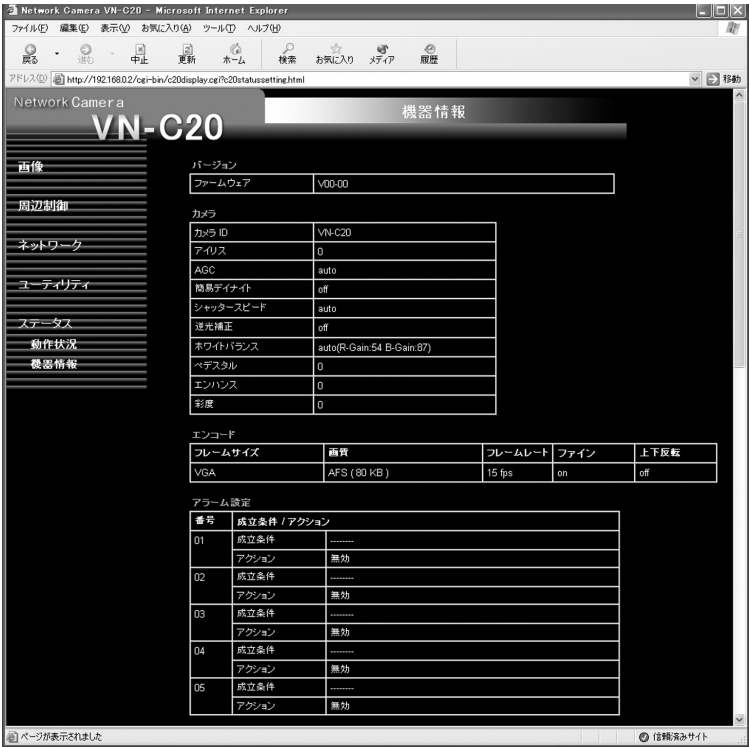 Network Camera VN-C20 - Microsoft Internet Explorer
ファイル(F) 編集(E) 表示(V) お気に入り(A) ツール(T) ヘルプ(H)
戻る 進む 中止 更新 ホーム 検索 お気に入り メディア 履歴
アドレス(D) http://192.168.0.2/cgi-bin/c20display.cgi?c20statussetting.html 移動
Network Camera
VN-C20
機器情報
画像
周辺制御
ネットワーク
ユーティリティ
ステータス
動作状況
機器情報
バージョン
ファームウェア V00-00
カメラ
カメラ ID VN-C20
アイリス 0
AGC auto
簡易デイナイト off
シャッタースピード auto
逆光補正 off
ホワイトバランス auto(R-Gain:54 B-Gain:87)
ペデスタル 0
エンハンス 0
彩度 0
エンコード
フレームサイズ 画質 フレームレート ファイン 上下反転
VGA AFS ( 80 KB ) 15 fps on off
アラーム設定
番号 成立条件 / アクション
01 成立条件 --------
アクション 無効
02 成立条件 --------
アクション 無効
03 成立条件 --------
アクション 無効
04 成立条件 --------
アクション 無効
05 成立条件 --------
アクション 無効
ページが表示されました 信頼済みサイト